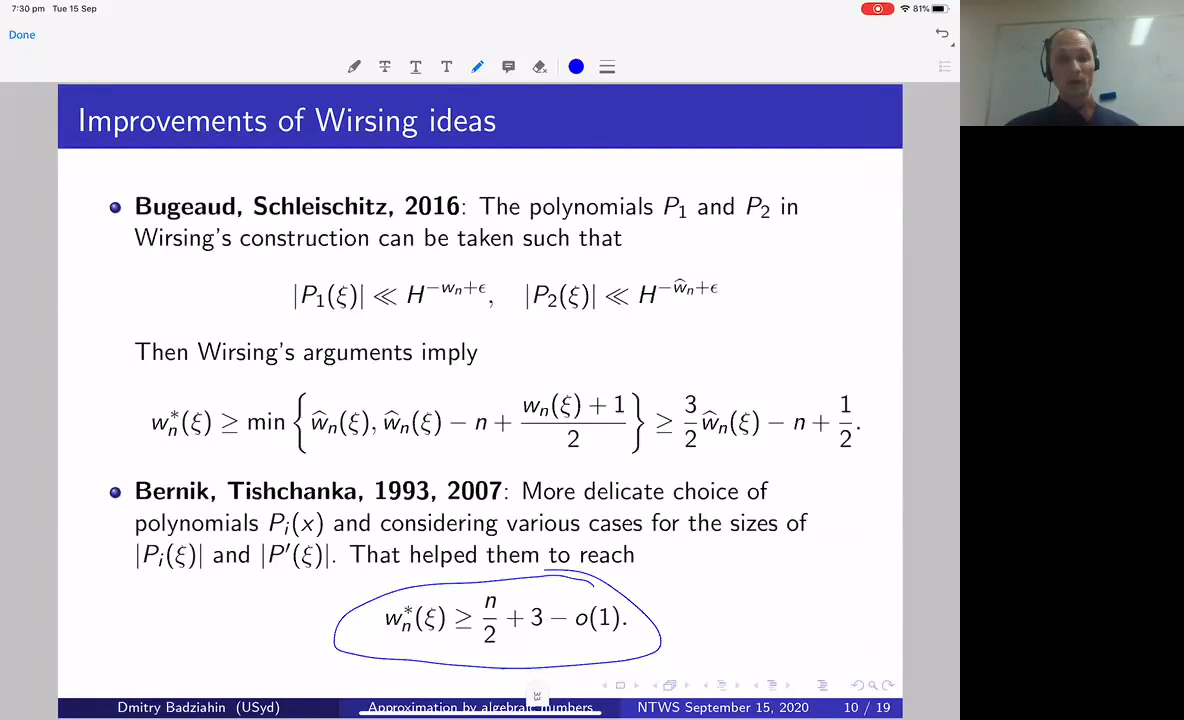 7:30 pm Tue 15 Sep
81%
Done
Improvements of Wirsing ideas
Bugeaud, Schleischitz, 2016: The polynomials P₁ and P₂ in
Wirsing's construction can be taken such that
|P₁(ξ)| ≪ H^{−w_n+ϵ}, |P₂(ξ)| ≪ H^{−ŵ_n+ϵ}
Then Wirsing's arguments imply
w_n^*(ξ) ≥ min { ŵ_n(ξ), ŵ_n(ξ) − n + (w_n(ξ) + 1)/2 } ≥ 3/2 ŵ_n(ξ) − n + 1/2.
Bernik, Tishchanka, 1993, 2007: More delicate choice of
polynomials P_i(x) and considering various cases for the sizes of
|P_i(ξ)| and |P′(ξ)|. That helped them to reach
w_n^*(ξ) ≥ n/2 + 3 − o(1).
33
Dmitry Badziahin (USyd) Approximation by algebraic numbers NTWS September 15, 2020 10 / 19